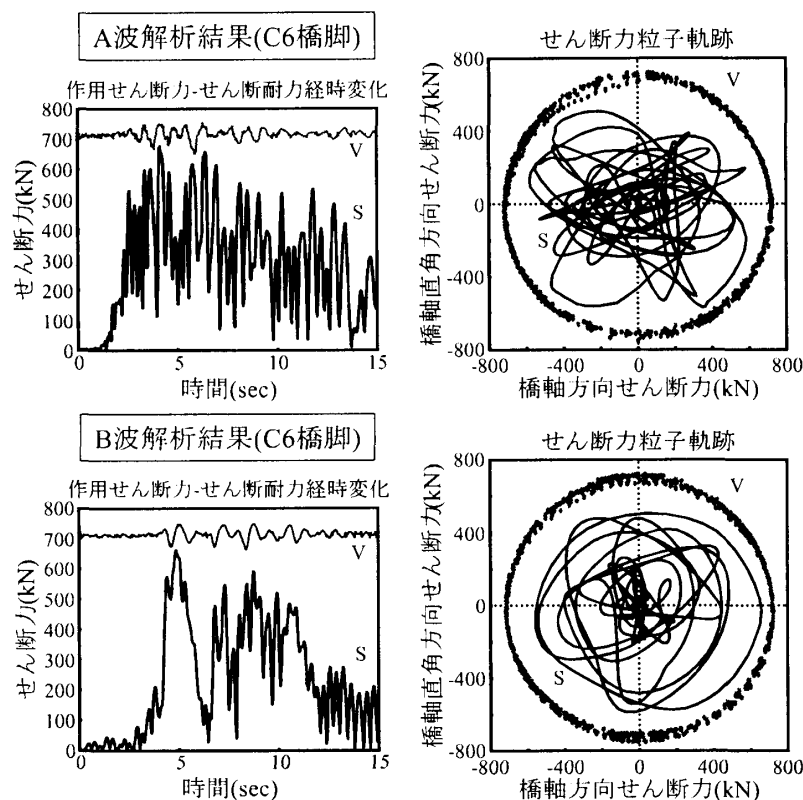 A波解析結果(C6橋脚)
作用せん断力-せん断耐力経時変化
せん断力(kN)
800
700
600
500
400
300
200
100
0
V
S
0
5
10
15
時間(sec)
せん断力粒子軌跡
橋軸直角方向せん断力(kN)
800
400
0
-400
-800
V
S
-800
-400
0
400
800
橋軸方向せん断力(kN)
B波解析結果(C6橋脚)
作用せん断力-せん断耐力経時変化
せん断力(kN)
800
700
600
500
400
300
200
100
0
V
S
0
5
10
15
時間(sec)
せん断力粒子軌跡
橋軸直角方向せん断力(kN)
800
400
0
-400
-800
V
S
-800
-400
0
400
800
橋軸方向せん断力(kN)